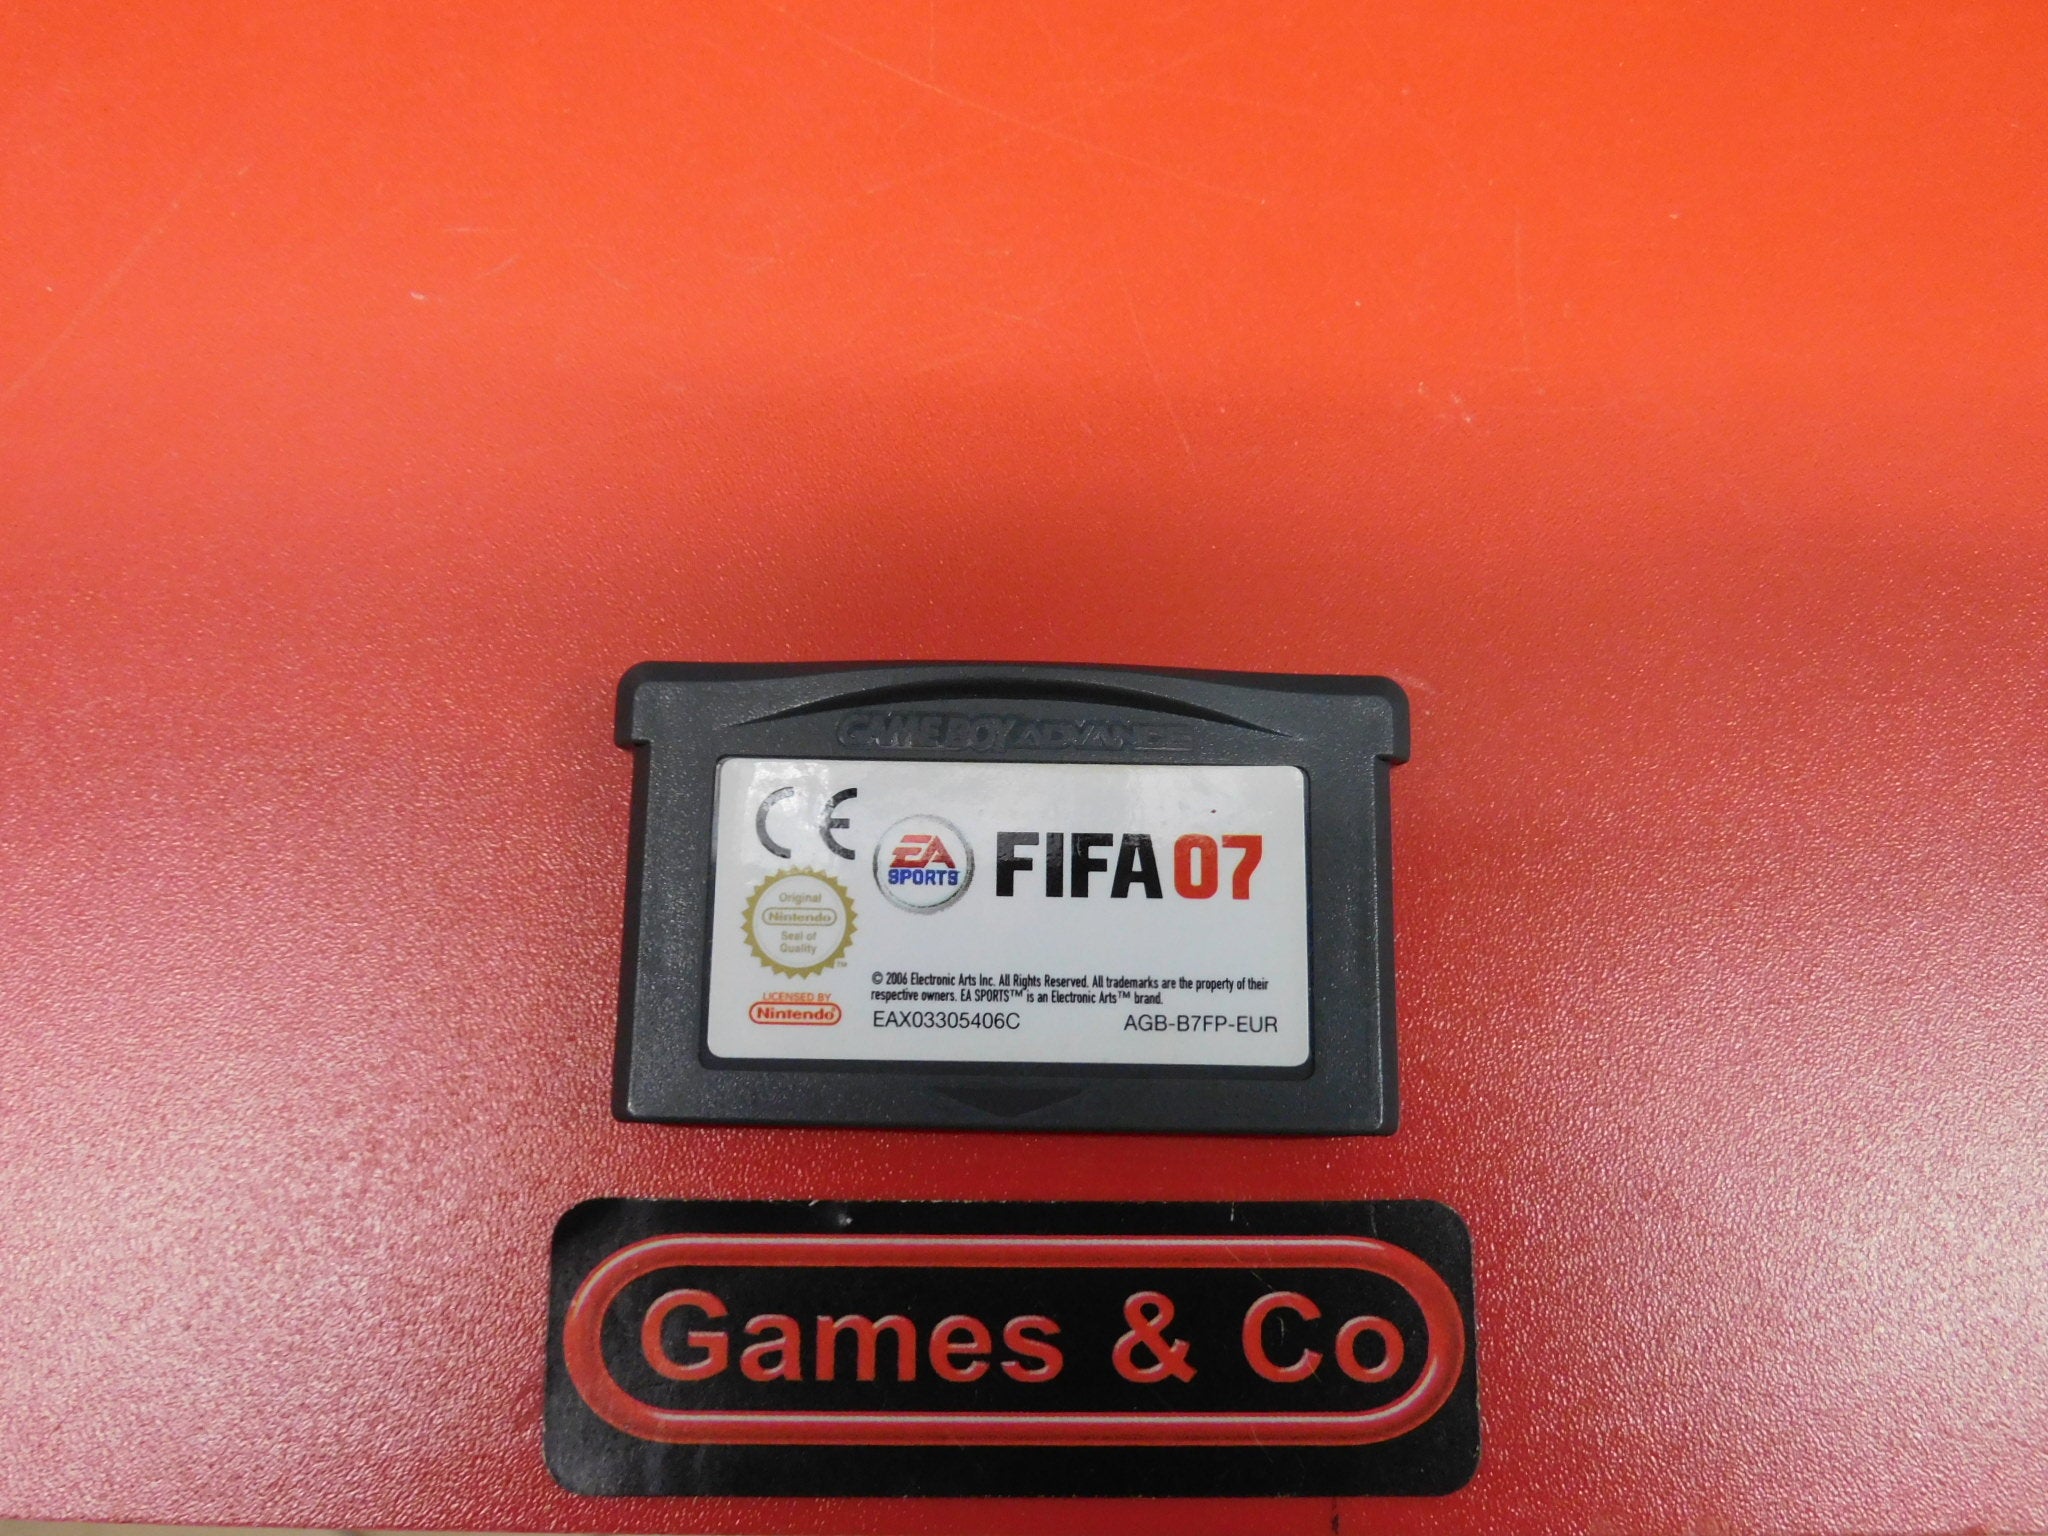 GAME BOY ADVANCE
CE
EA
SPORTS™
FIFA 07
Original
Nintendo
Seal of
Quality
™
LICENSED BY
Nintendo®
© 2006 Electronic Arts Inc. All Rights Reserved. All trademarks are the property of their
respective owners. EA SPORTS™ is an Electronic Arts™ brand.
EAX03305406C AGB-B7FP-EUR
Games & Co